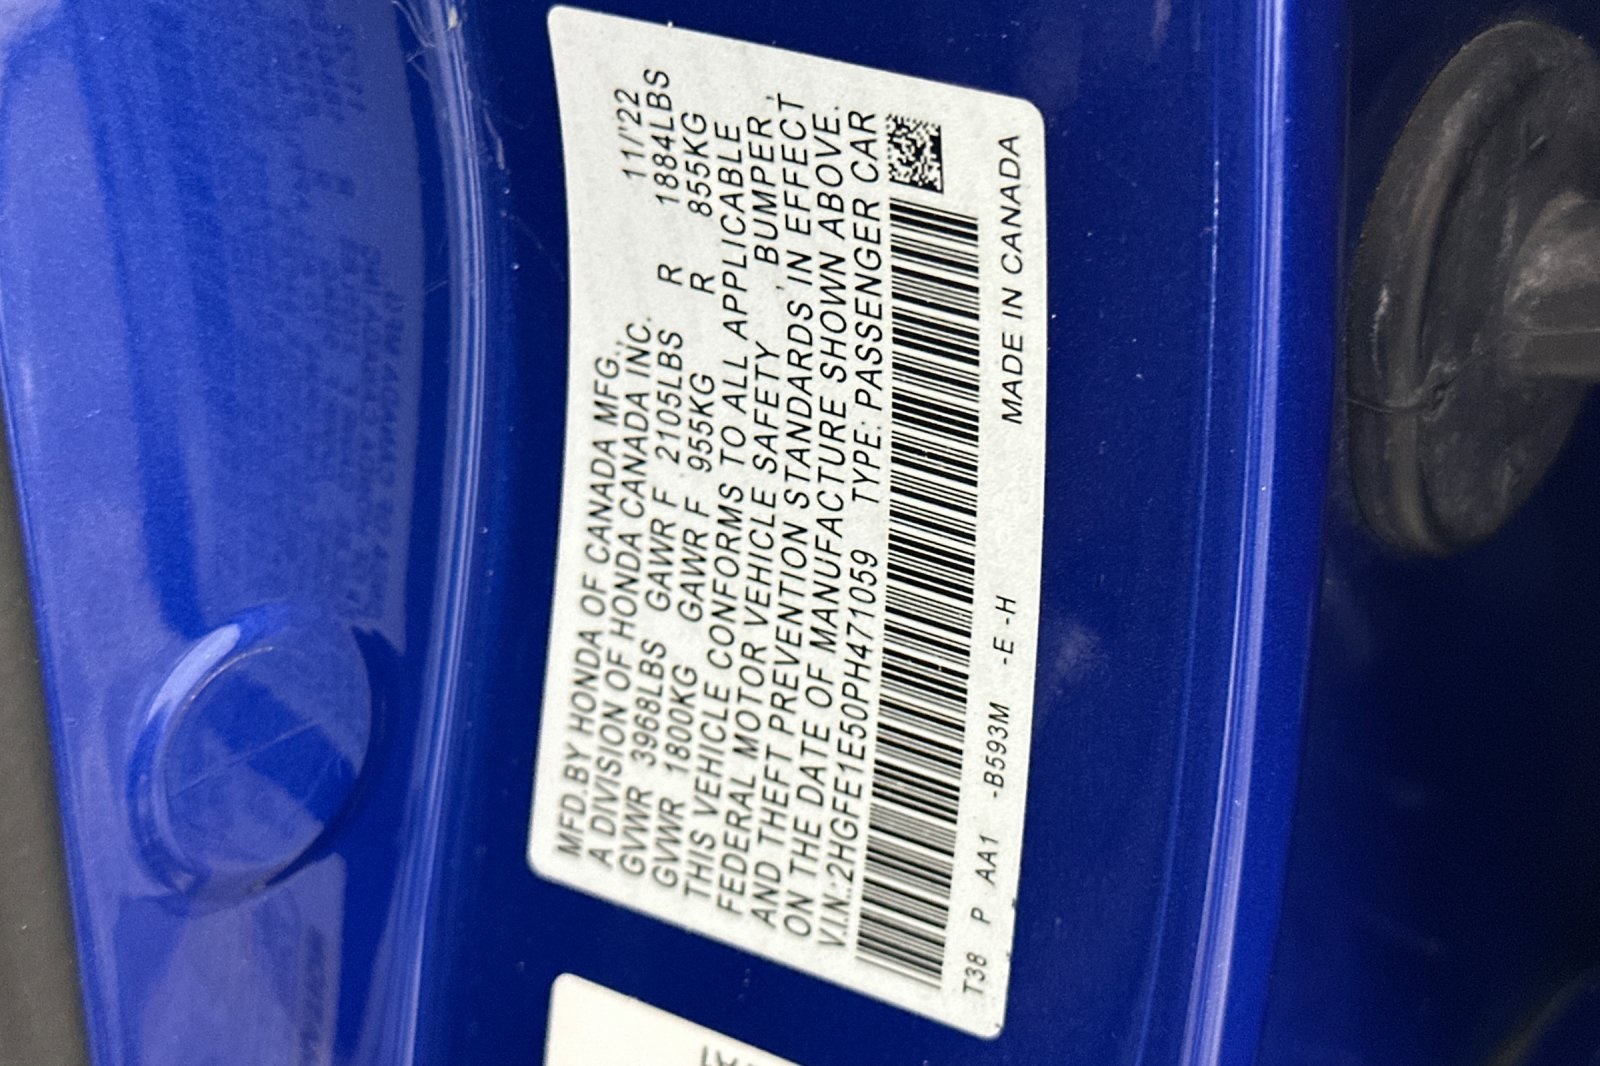 MFD.BY HONDA OF CANADA MFG.,
A DIVISION OF HONDA CANADA INC. 11/'22
GVWR 3968LBS GAWR F 2105LBS R 1884LBS
GVWR 1800KG GAWR F 955KG R 855KG
THIS VEHICLE CONFORMS TO ALL APPLICABLE
FEDERAL MOTOR VEHICLE SAFETY , BUMPER,
AND THEFT PREVENTION STANDARDS IN EFFECT
ON THE DATE OF MANUFACTURE SHOWN ABOVE.
V.I.N.:2HGFE1E50PH471059 TYPE: PASSENGER CAR
T38 P AA1 -B593M -E -H MADE IN CANADA